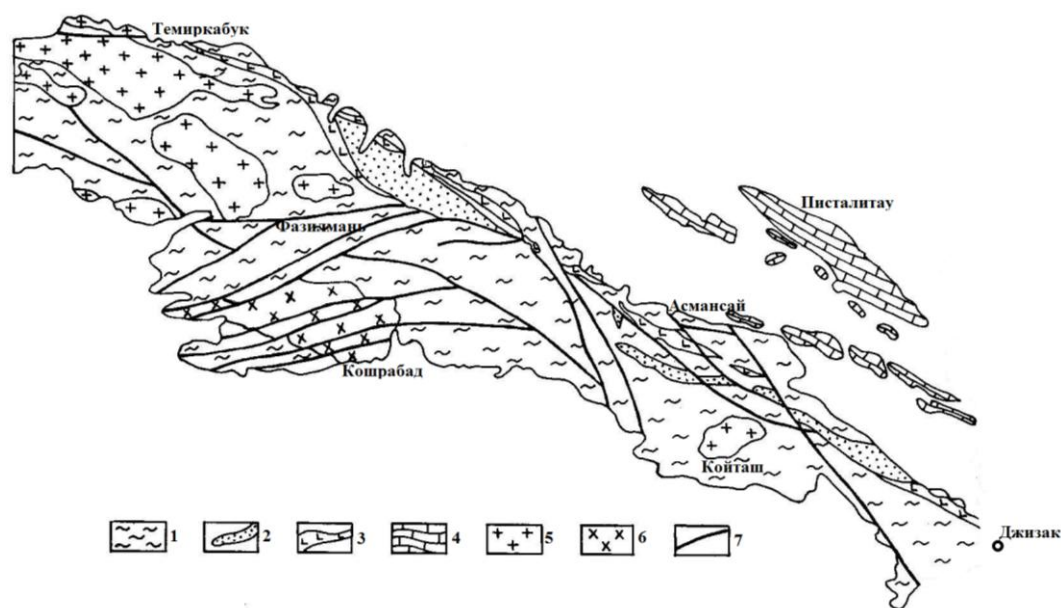 Темиркабук
Писталитау
Фазилмань
Асмансай
Кошрабад
Койташ
1 2 3 4 5 6 7
Джизак